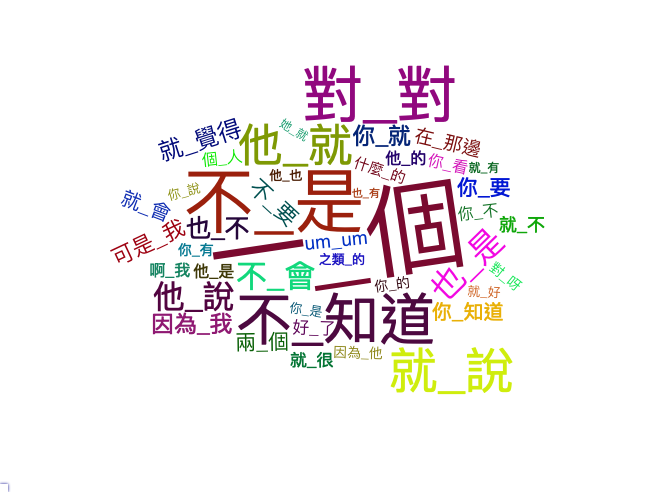 對_對
她_就
就_覺得
他_就
你_就
在_那邊
個_人
什麼_的
他_的
你_看
就_有
他_也
不_是
一_個
你_說
不_要
也_有
你_要
就_會
也_不
你_不
就_不
可是_我
um_um
也_是
你_有
之類_的
對_呀
啊_我
他_是
不_會
你_的
就_好
他_說
不_知道
你_是
你_知道
因為_我
好_了
兩_個
就_很
因為_他
就_說